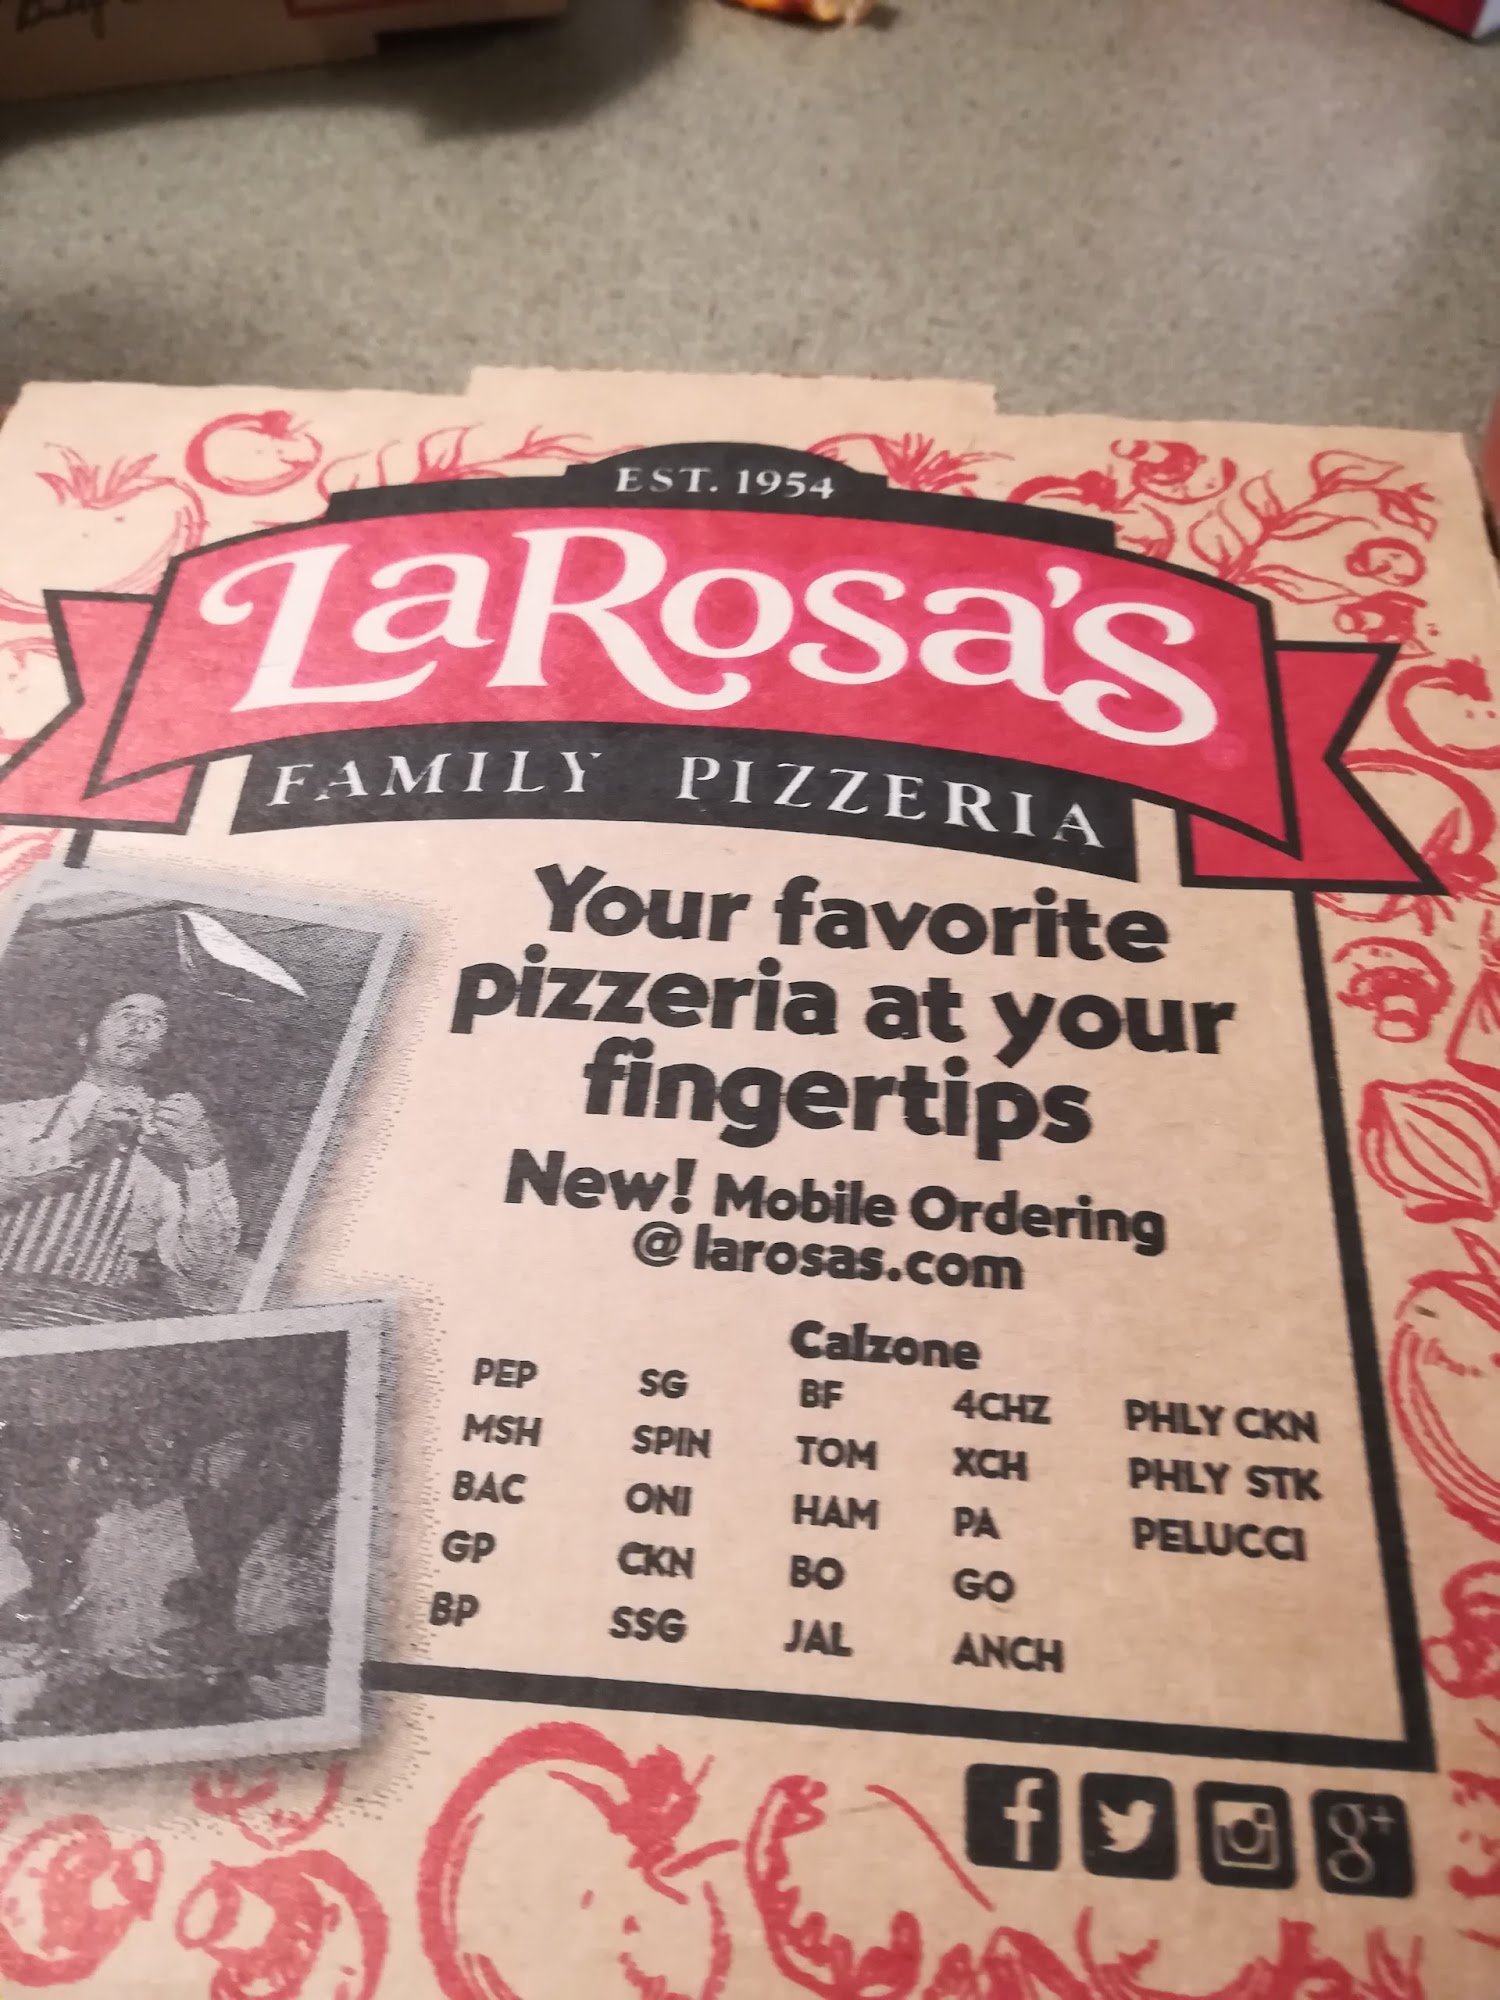 EST. 1954
LaRosa's
FAMILY PIZZERIA
Your favorite
pizzeria at your
fingertips
New! Mobile Ordering
@ larosas.com
Calzone
PEP SG BF 4CHZ PHLY CKN
MSH SPIN TOM XCH PHLY STK
BAC ONI HAM PA PELUCCI
GP CKN BO GO
BP SSG JAL ANCH
f g+